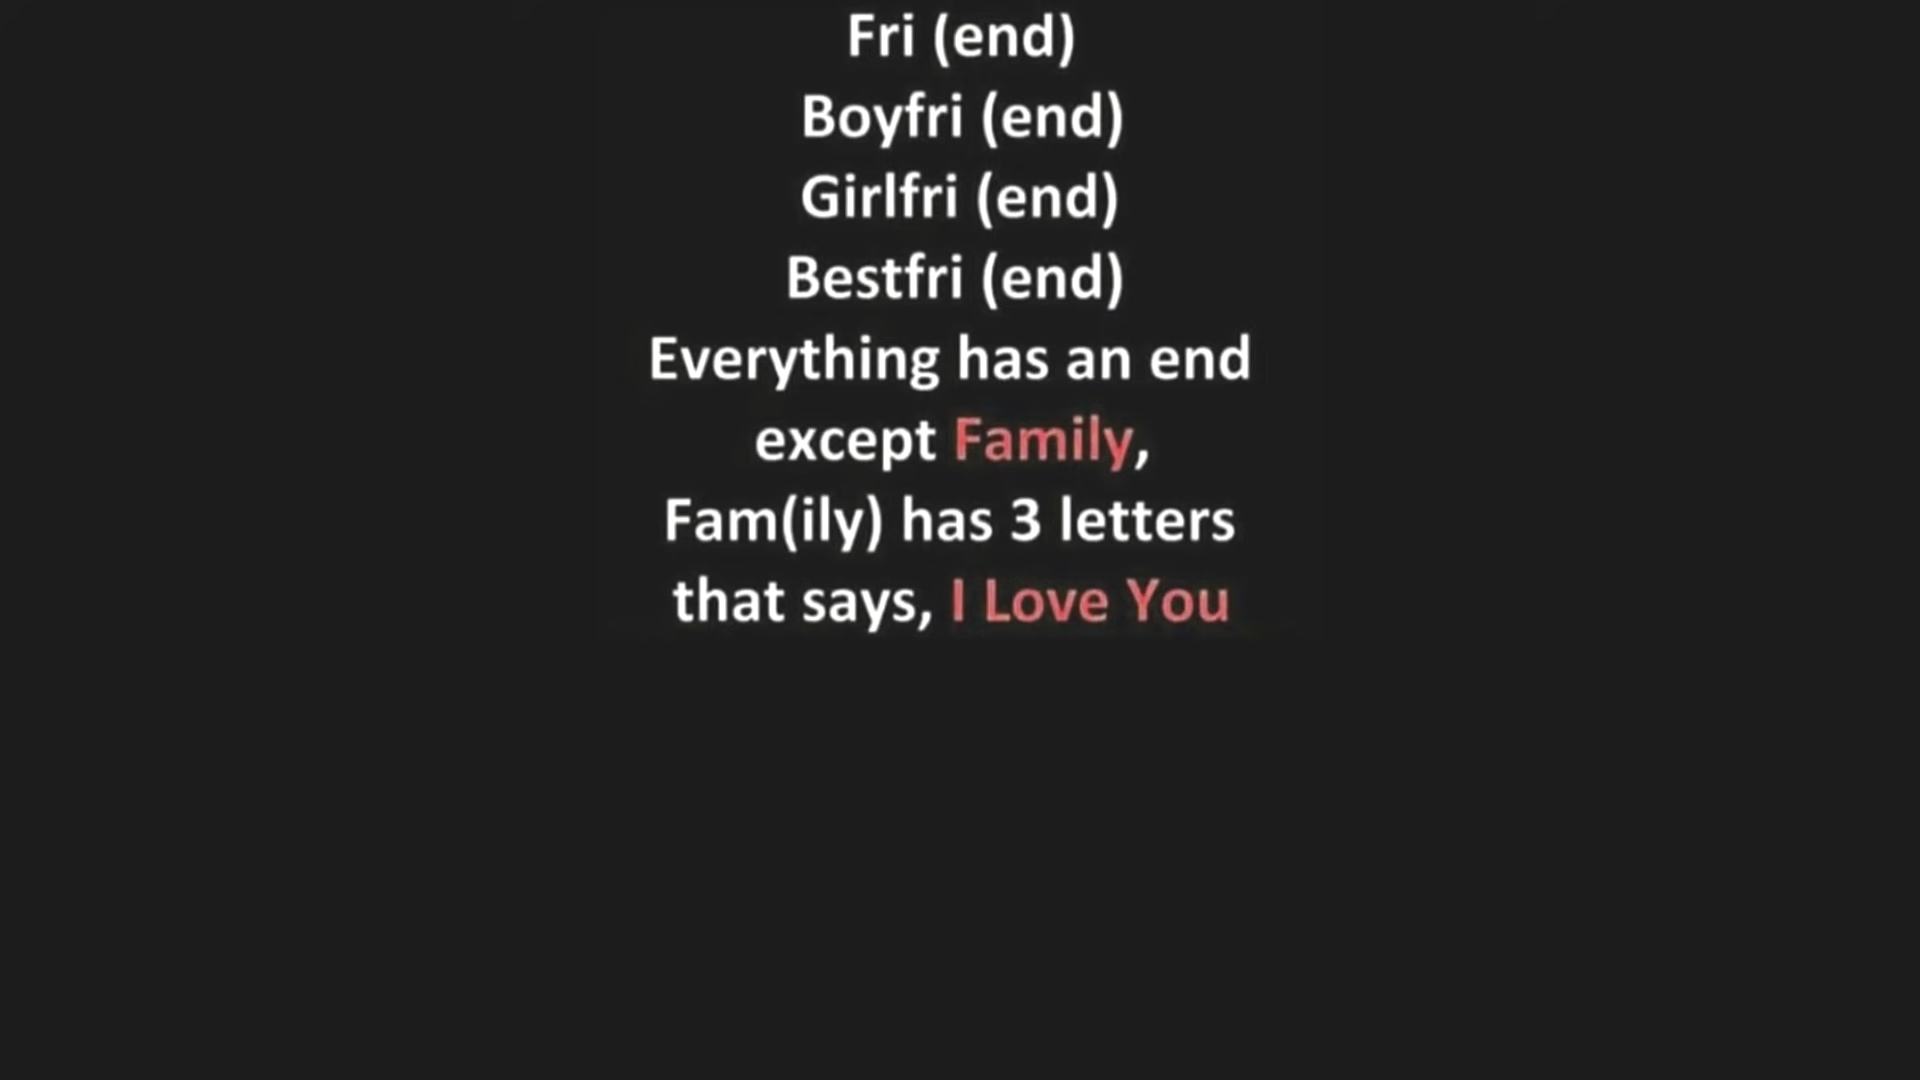 Fri (end)
Boyfri (end)
Girlfri (end)
Bestfri (end)
Everything has an end
except Family,
Fam(ily) has 3 letters
that says, I Love You